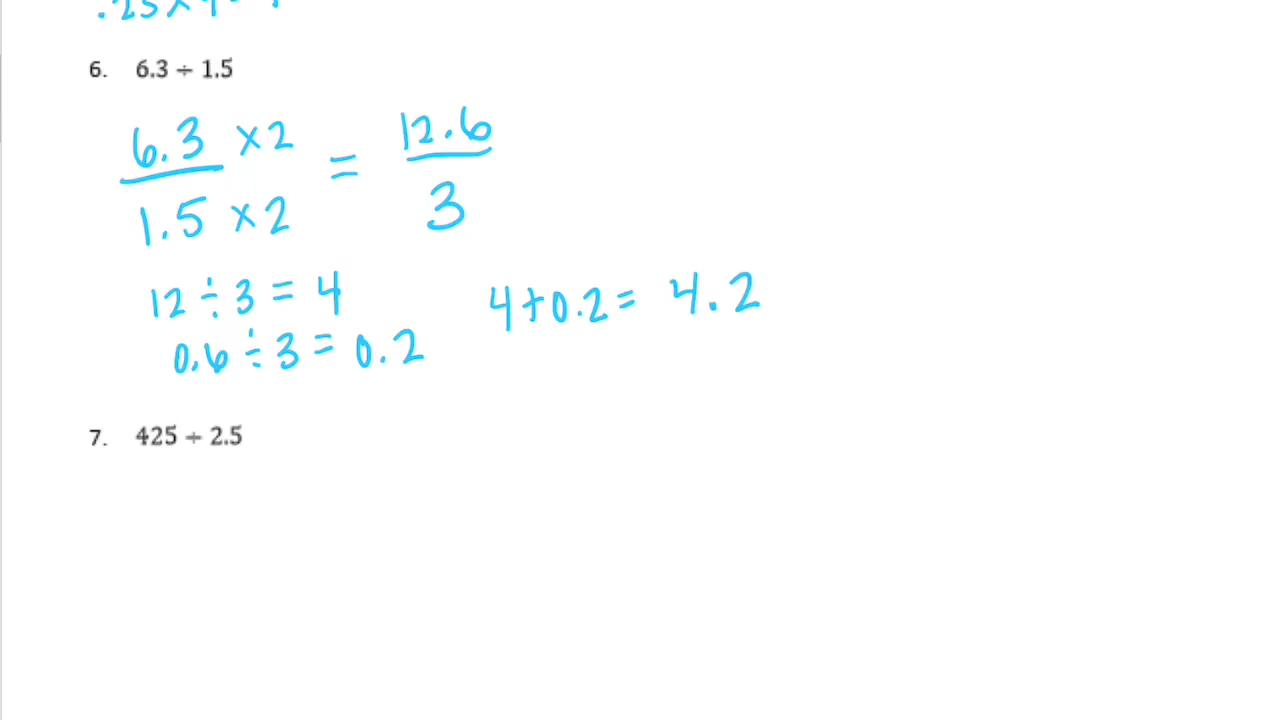 6. 6.3 ÷ 1.5
6.3 ×2 = 12.6
1.5 ×2 3
12 ÷ 3 = 4 4+0.2= 4.2
0.6 ÷ 3 = 0.2
7. 425 ÷ 2.5